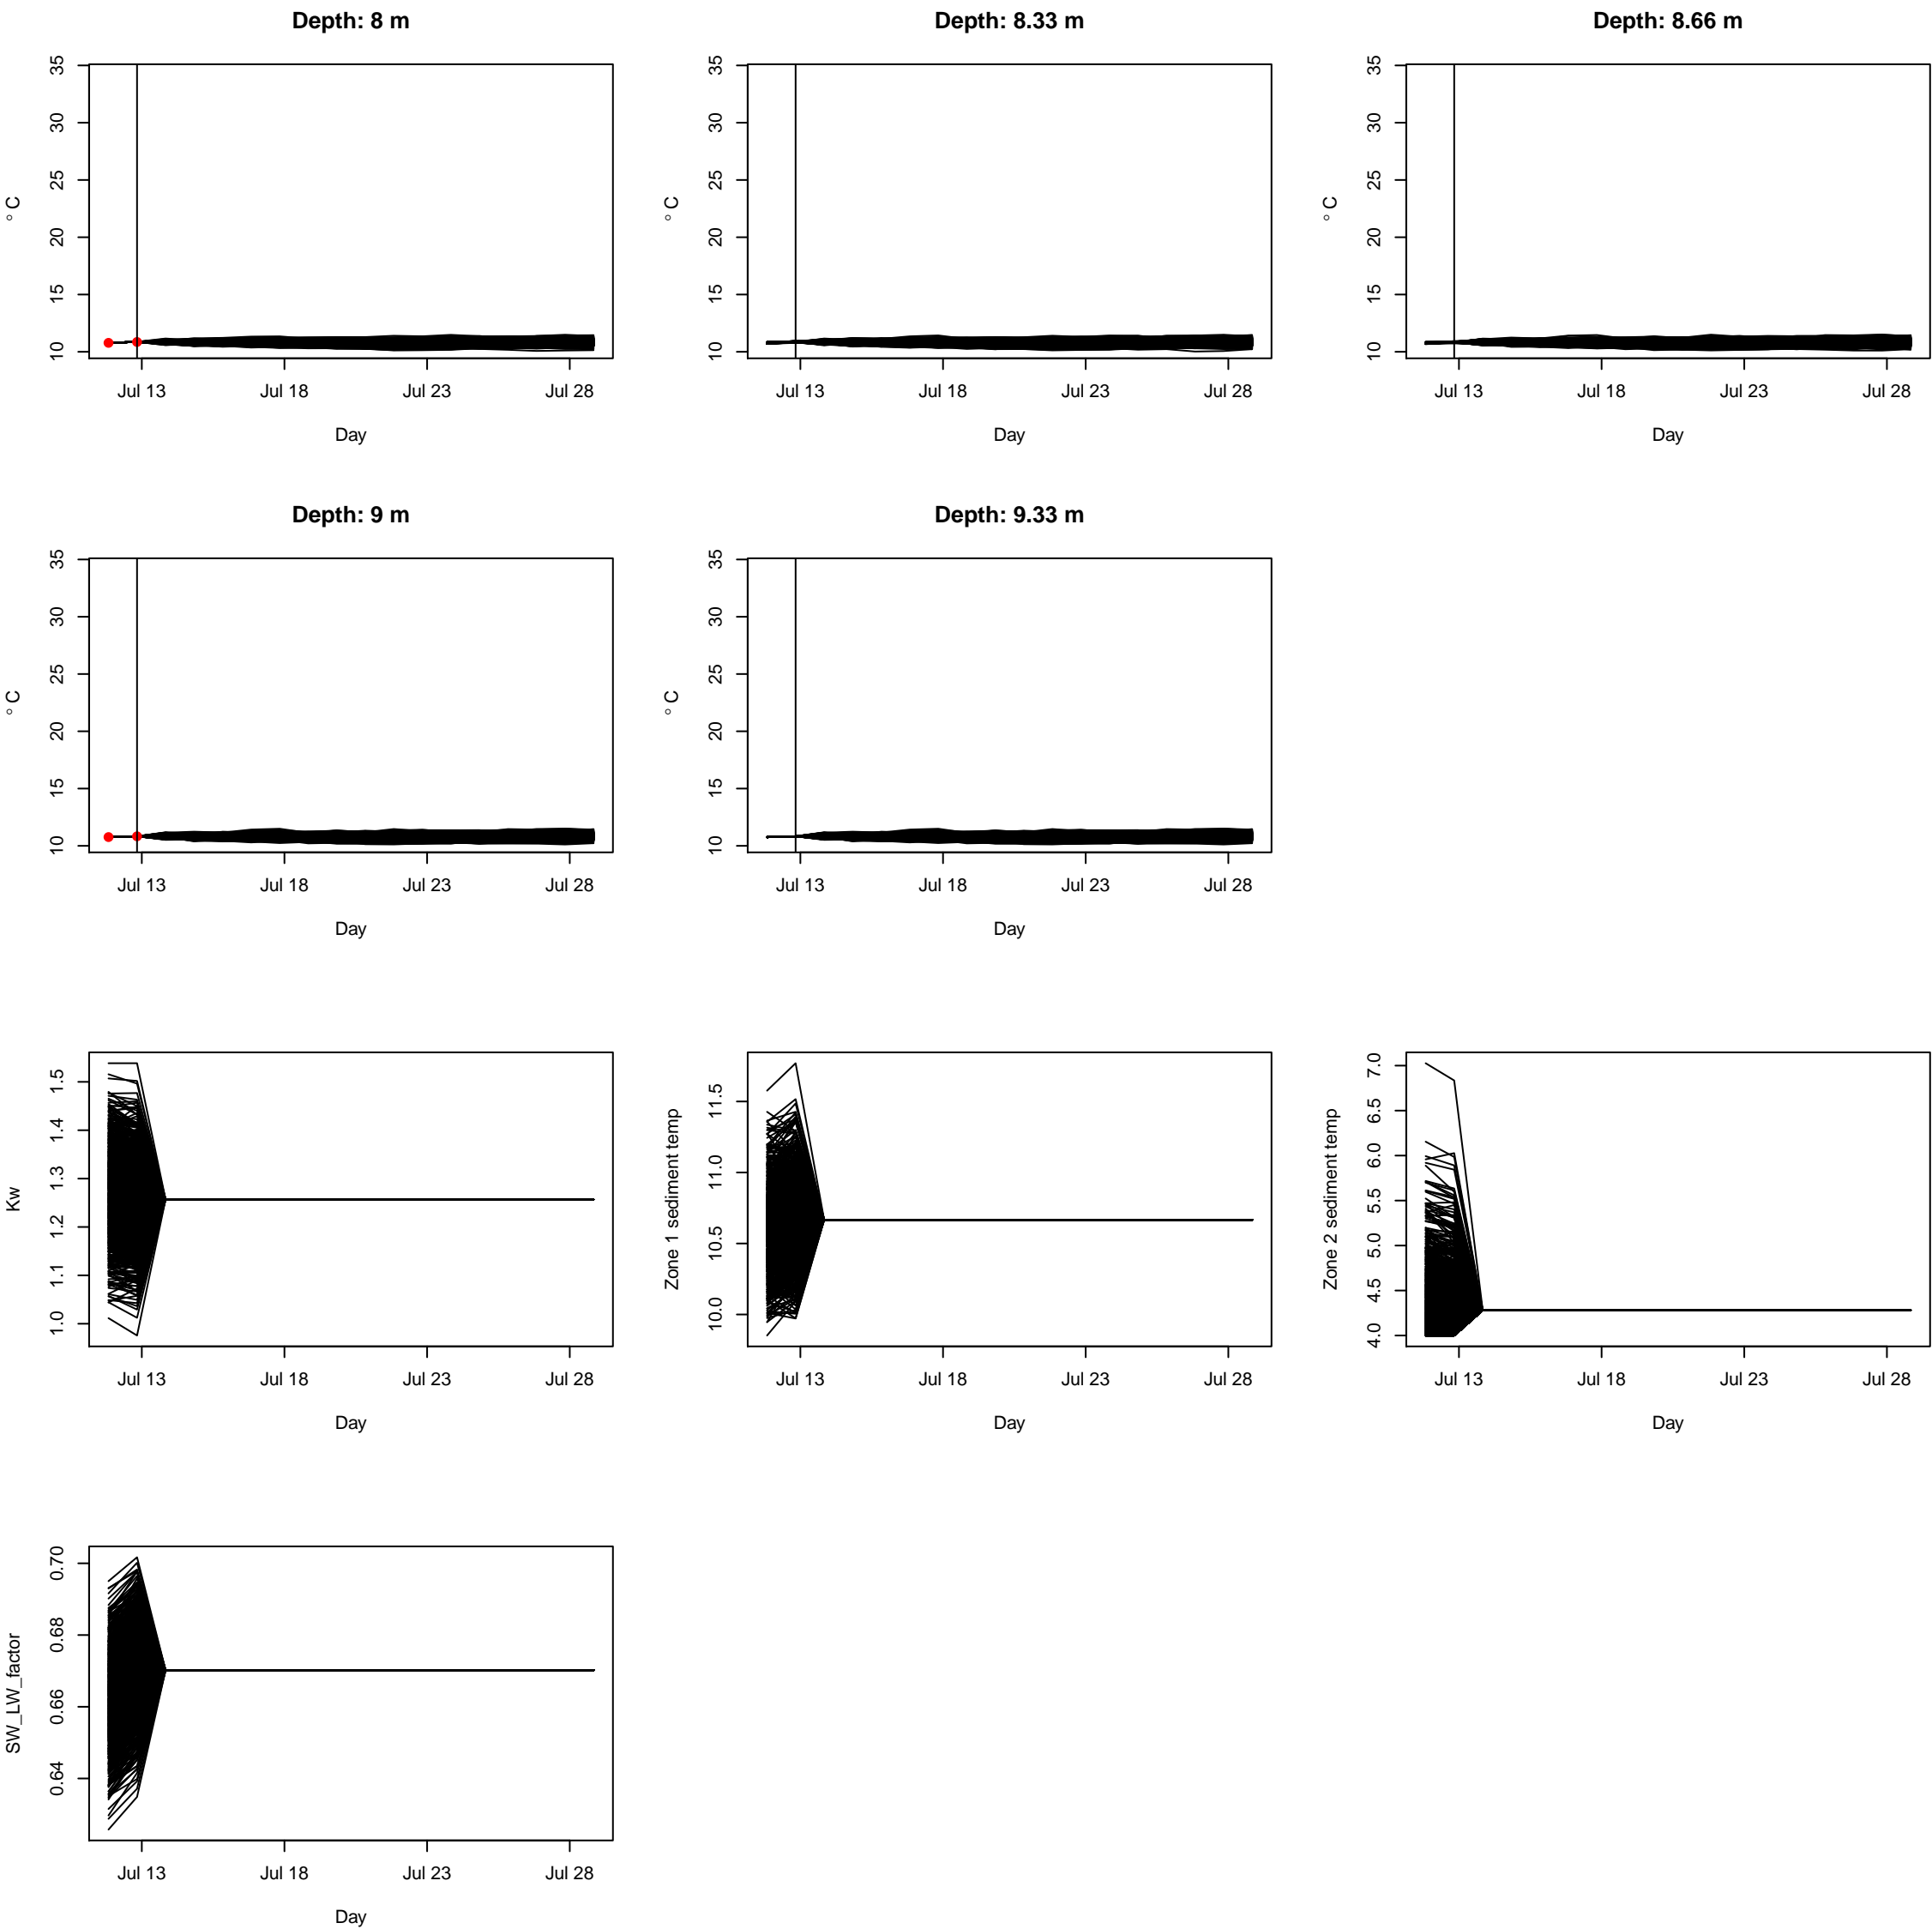 Depth: 8 m
° C
35
30
25
20
15
10
Jul 13 Jul 18 Jul 23 Jul 28
Day
Depth: 8.33 m
° C
35
30
25
20
15
10
Jul 13 Jul 18 Jul 23 Jul 28
Day
Depth: 8.66 m
° C
35
30
25
20
15
10
Jul 13 Jul 18 Jul 23 Jul 28
Day
Depth: 9 m
° C
35
30
25
20
15
10
Jul 13 Jul 18 Jul 23 Jul 28
Day
Depth: 9.33 m
° C
35
30
25
20
15
10
Jul 13 Jul 18 Jul 23 Jul 28
Day
Kw
1.5
1.4
1.3
1.2
1.1
1.0
Jul 13 Jul 18 Jul 23 Jul 28
Day
Zone 1 sediment temp
11.5
11.0
10.5
10.0
Jul 13 Jul 18 Jul 23 Jul 28
Day
Zone 2 sediment temp
7.0
6.5
6.0
5.5
5.0
4.5
4.0
Jul 13 Jul 18 Jul 23 Jul 28
Day
SW_LW_factor
0.70
0.68
0.66
0.64
Jul 13 Jul 18 Jul 23 Jul 28
Day